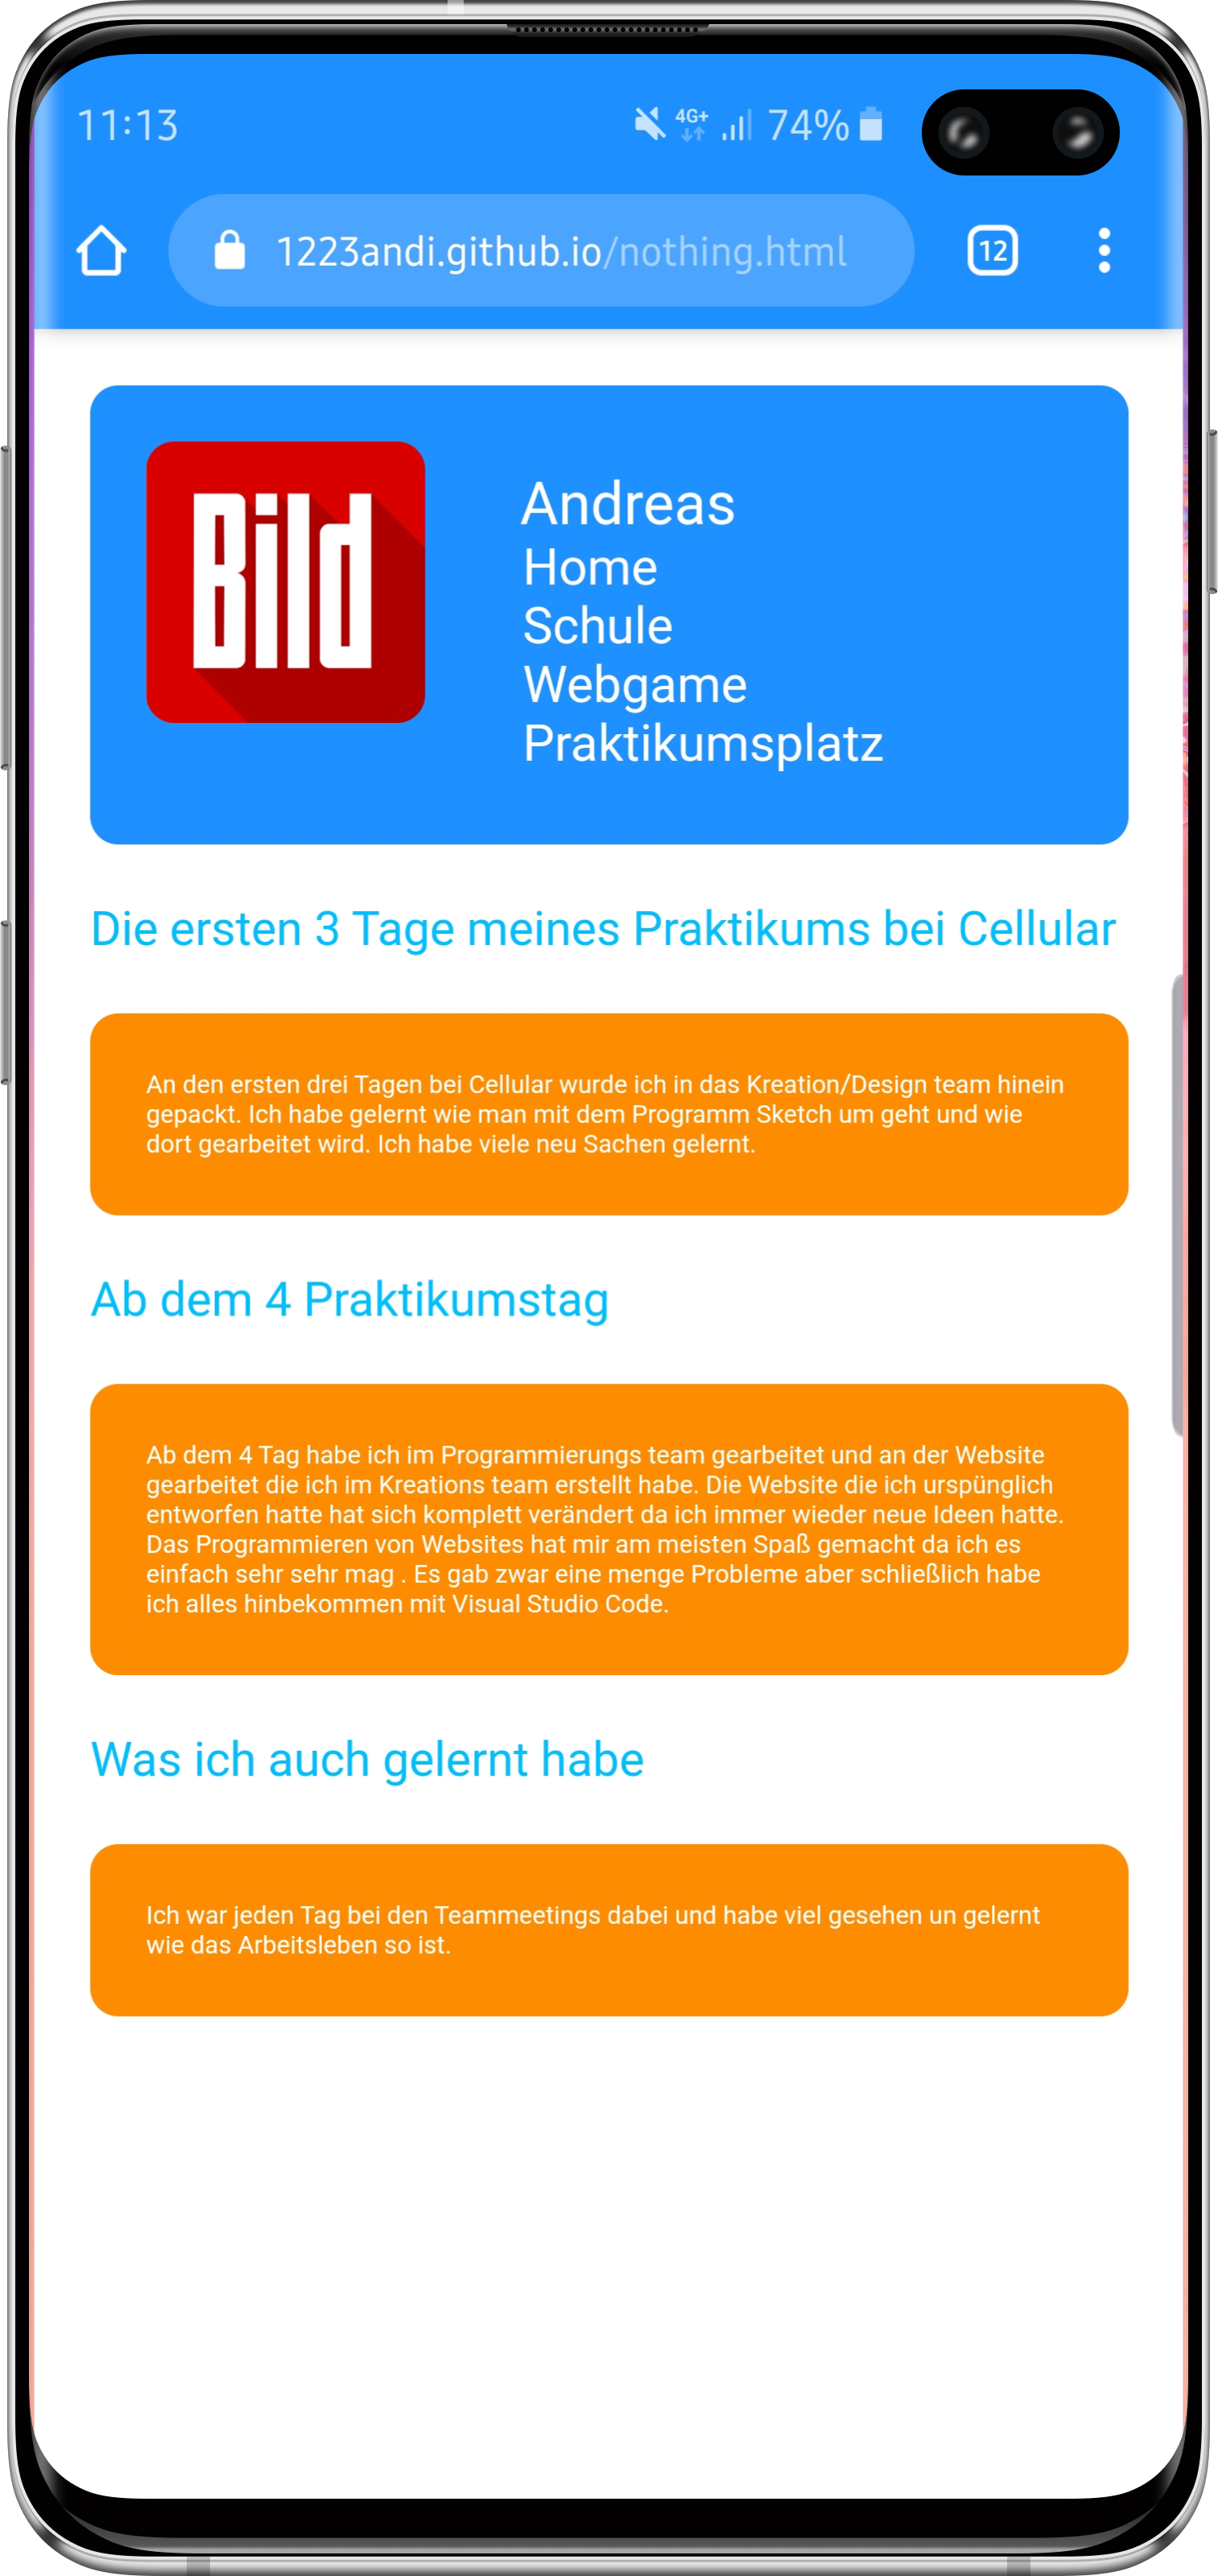 11:13
4G+
74%
1223andi.github.io/nothing.html
12
Bild
Andreas
Home
Schule
Webgame
Praktikumsplatz
Die ersten 3 Tage meines Praktikums bei Cellular
An den ersten drei Tagen bei Cellular wurde ich in das Kreation/Design team hinein
gepackt. Ich habe gelernt wie man mit dem Programm Sketch um geht und wie
dort gearbeitet wird. Ich habe viele neu Sachen gelernt.
Ab dem 4 Praktikumstag
Ab dem 4 Tag habe ich im Programmierungs team gearbeitet und an der Website
gearbeitet die ich im Kreations team erstellt habe. Die Website die ich urspünglich
entworfen hatte hat sich komplett verändert da ich immer wieder neue Ideen hatte.
Das Programmieren von Websites hat mir am meisten Spaß gemacht da ich es
einfach sehr sehr mag . Es gab zwar eine menge Probleme aber schließlich habe
ich alles hinbekommen mit Visual Studio Code.
Was ich auch gelernt habe
Ich war jeden Tag bei den Teammeetings dabei und habe viel gesehen un gelernt
wie das Arbeitsleben so ist.